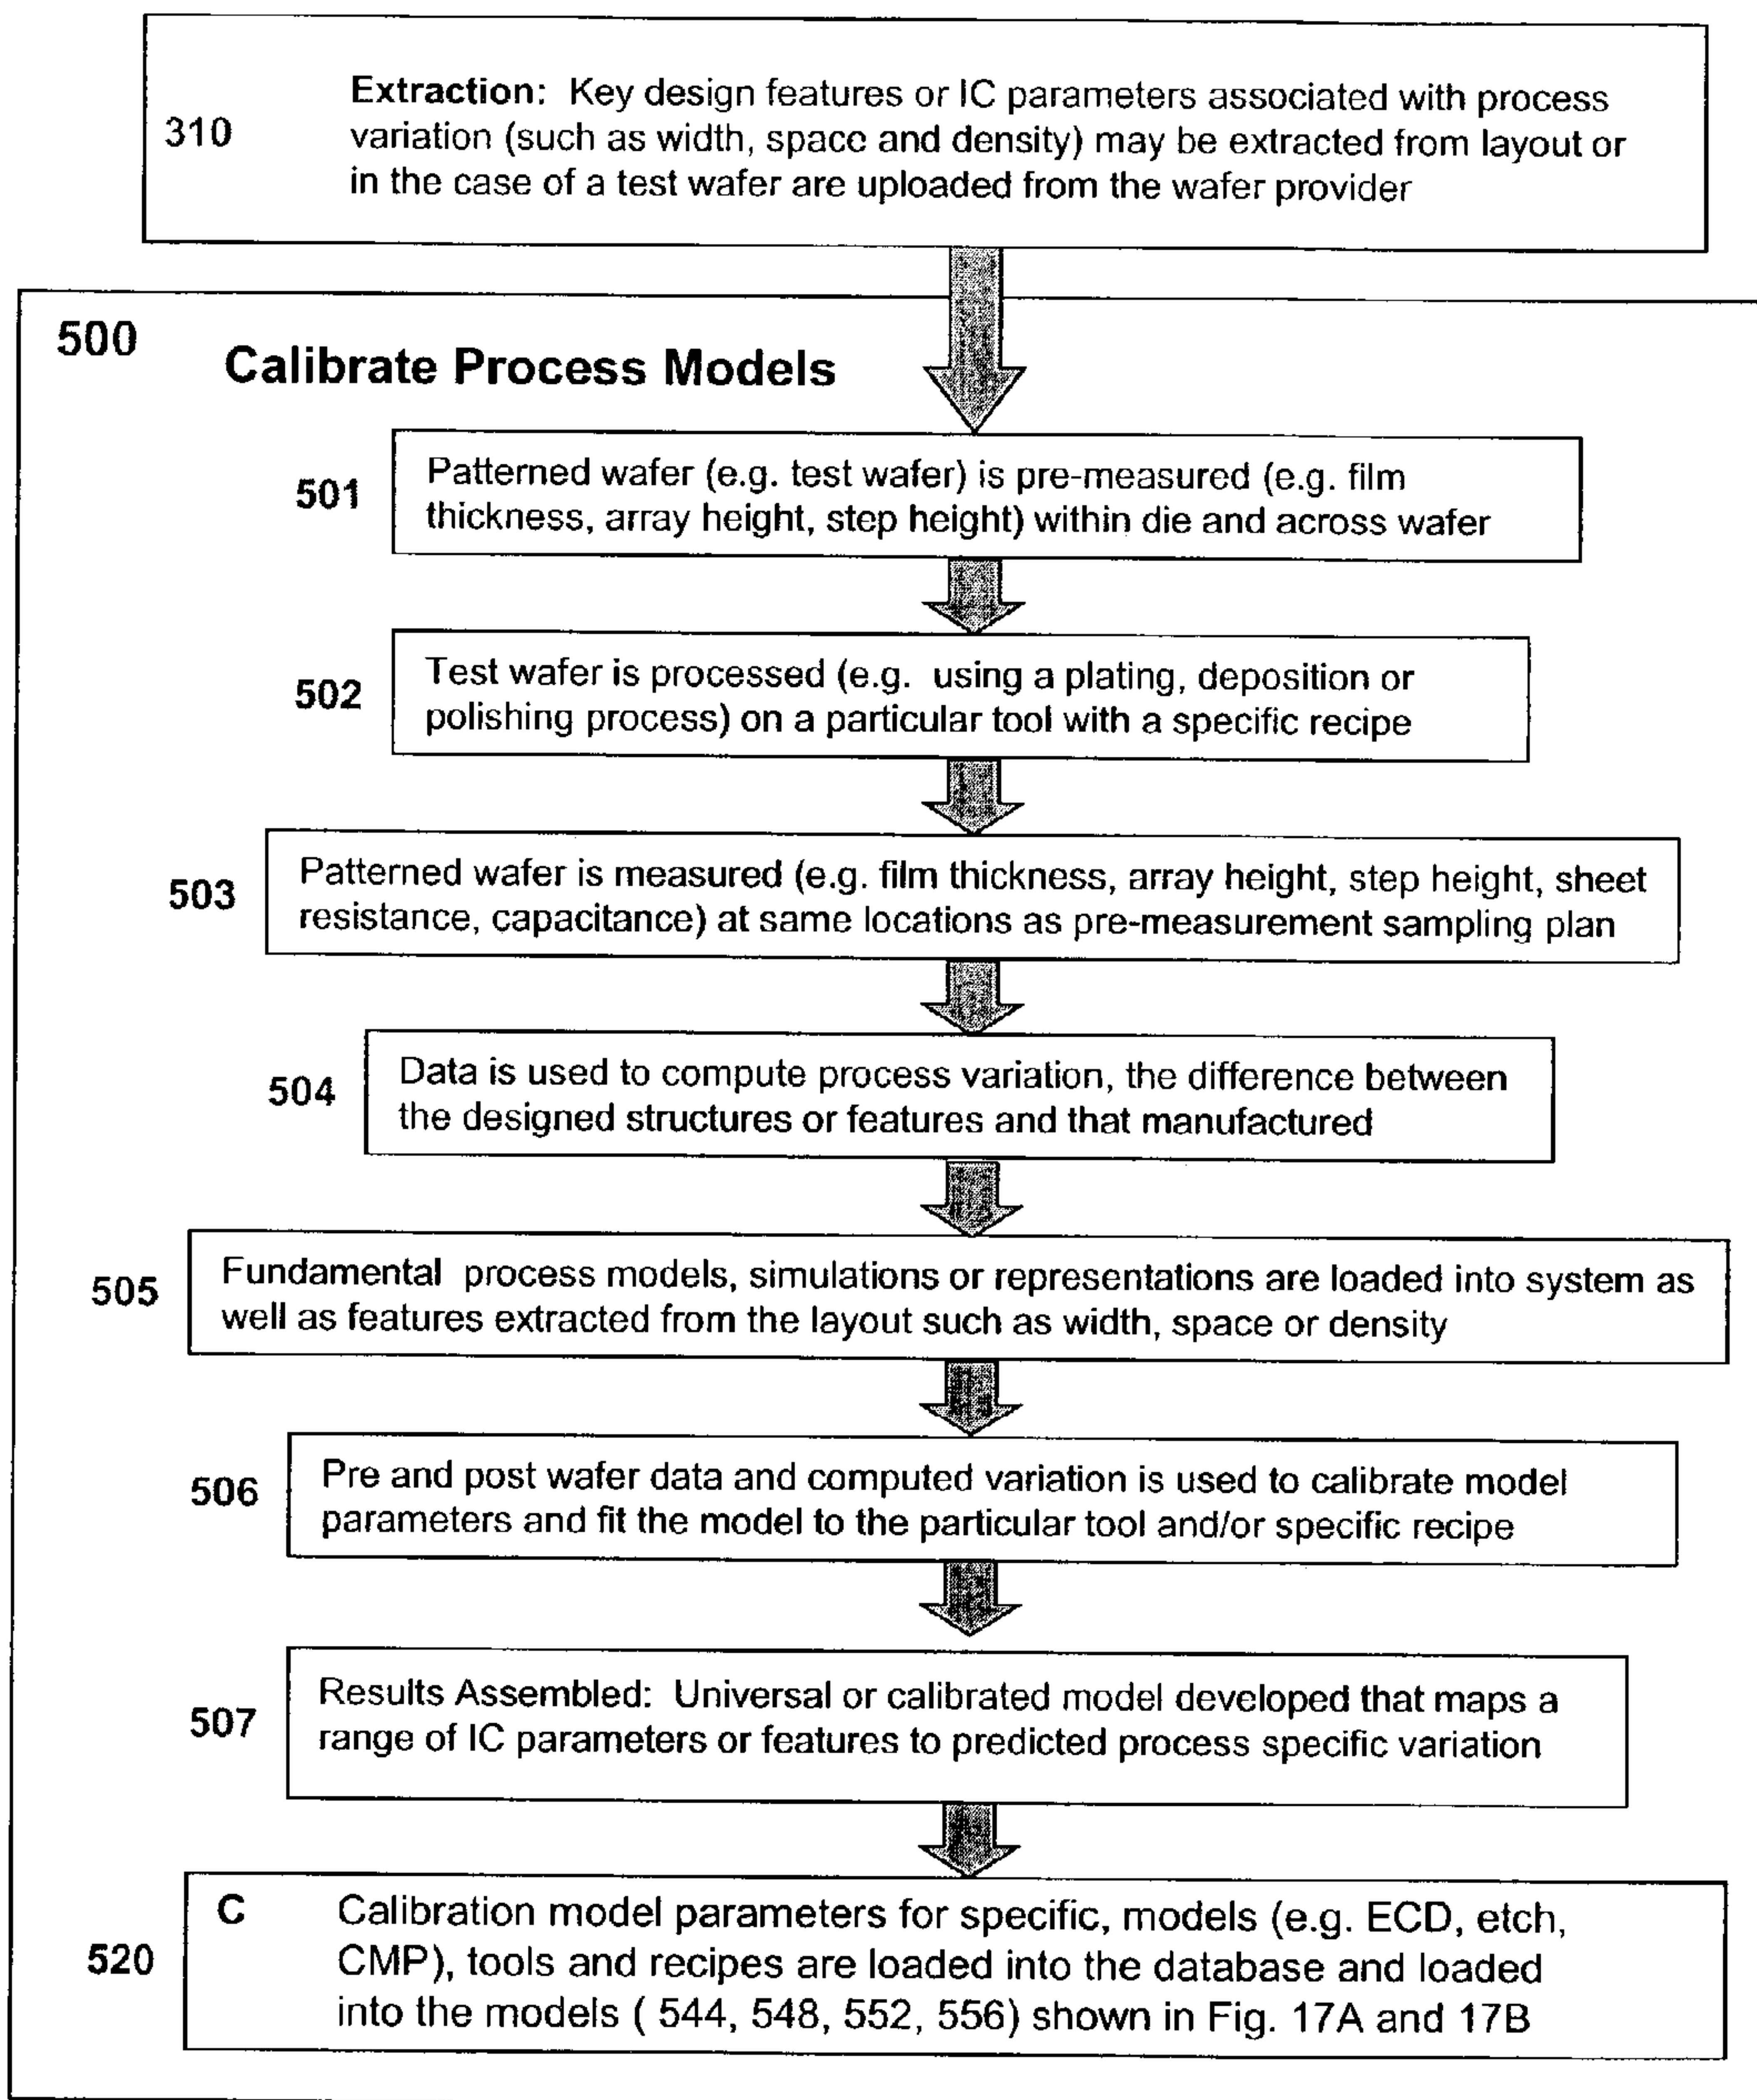 310
Extraction: Key design features or IC parameters associated with process
variation (such as width, space and density) may be extracted from layout or
in the case of a test wafer are uploaded from the wafer provider
500
Calibrate Process Models
501
Patterned wafer (e.g. test wafer) is pre-measured (e.g. film
thickness, array height, step height) within die and across wafer
502
Test wafer is processed (e.g. using a plating, deposition or
polishing process) on a particular tool with a specific recipe
503
Patterned wafer is measured (e.g. film thickness, array height, step height, sheet
resistance, capacitance) at same locations as pre-measurement sampling plan
504
Data is used to compute process variation, the difference between
the designed structures or features and that manufactured
505
Fundamental process models, simulations or representations are loaded into system as
well as features extracted from the layout such as width, space or density
506
Pre and post wafer data and computed variation is used to calibrate model
parameters and fit the model to the particular tool and/or specific recipe
507
Results Assembled: Universal or calibrated model developed that maps a
range of IC parameters or features to predicted process specific variation
520
C Calibration model parameters for specific, models (e.g. ECD, etch,
CMP), tools and recipes are loaded into the database and loaded
into the models ( 544, 548, 552, 556) shown in Fig. 17A and 17B